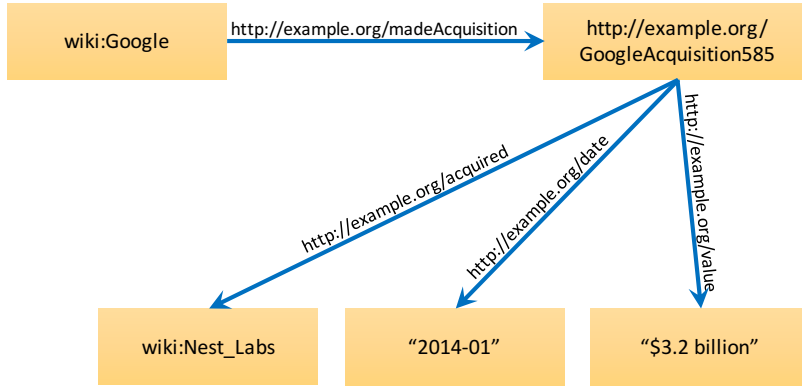 wiki:Google
http://example.org/madeAcquisition
http://example.org/
GoogleAcquisition585
http://example.org/acquired
http://example.org/date
http://example.org/value
wiki:Nest_Labs
“2014-01”
“$3.2 billion”